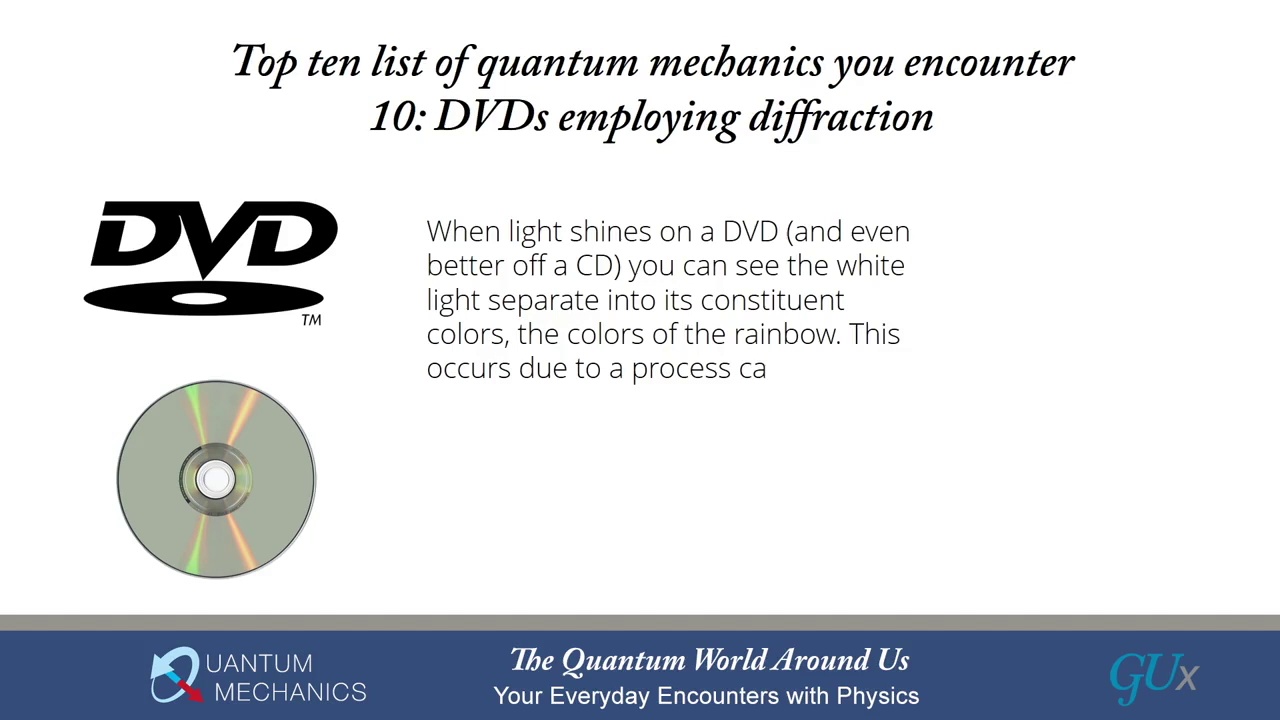 Top ten list of quantum mechanics you encounter
10: DVDs employing diffraction
DVD
TM
When light shines on a DVD (and even
better off a CD) you can see the white
light separate into its constituent
colors, the colors of the rainbow. This
occurs due to a process ca
QUANTUM
MECHANICS
The Quantum World Around Us
Your Everyday Encounters with Physics
GUx